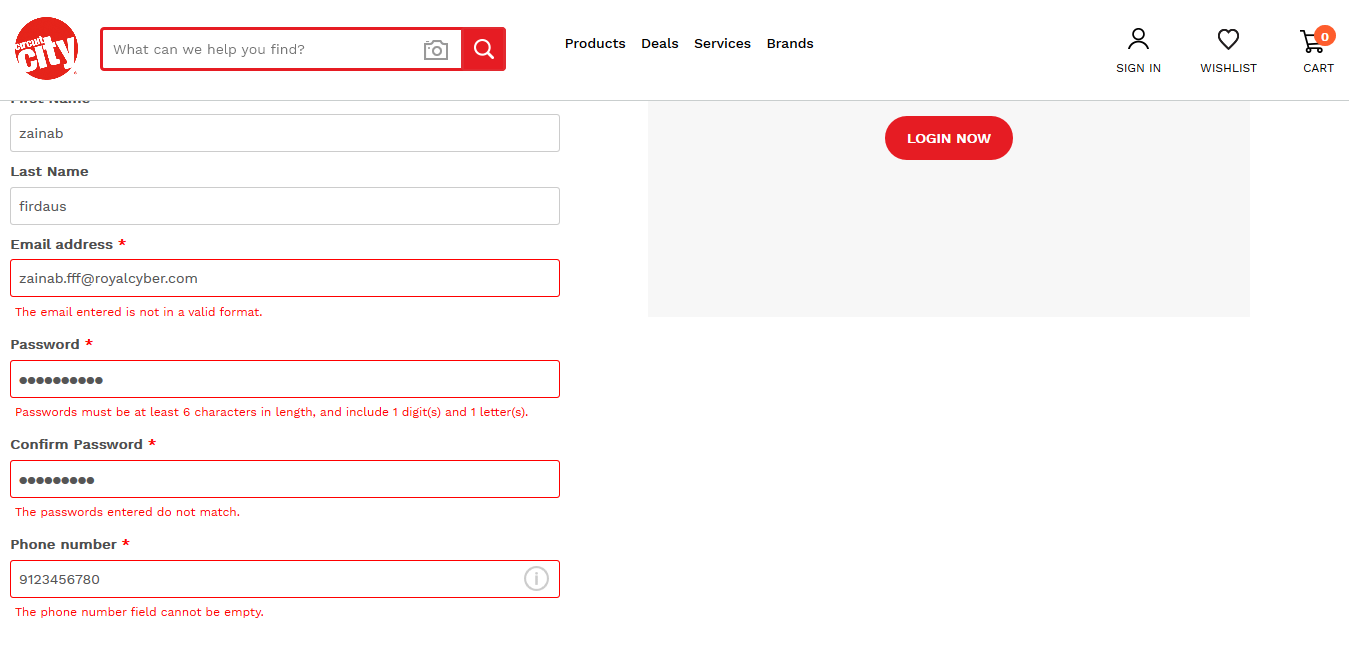 circuit
city
What can we help you find?
Products Deals Services Brands
SIGN IN
WISHLIST
0
CART
First Name
zainab
Last Name
firdaus
Email address *
zainab.fff@royalcyber.com
The email entered is not in a valid format.
Password *
●●●●●●●●●●
Passwords must be at least 6 characters in length, and include 1 digit(s) and 1 letter(s).
Confirm Password *
●●●●●●●●●
The passwords entered do not match.
Phone number *
9123456780
The phone number field cannot be empty.
LOGIN NOW